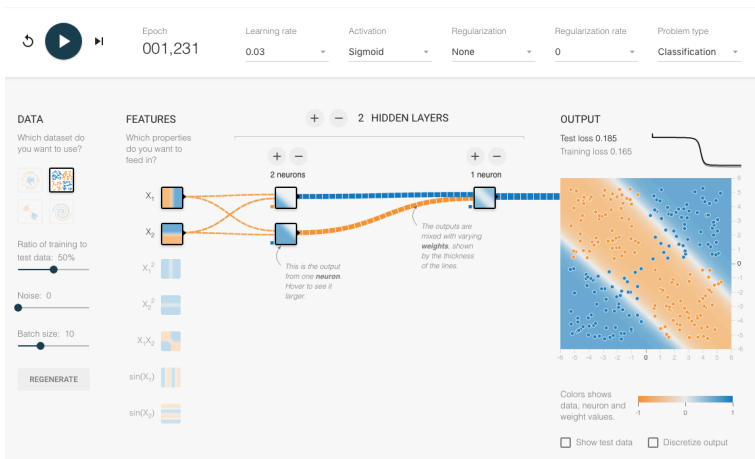 Epoch
001,231
Learning rate
0.03
Activation
Sigmoid
Regularization
None
Regularization rate
0
Problem type
Classification
DATA
Which dataset do
you want to use?
Ratio of training to
test data: 50%
Noise: 0
Batch size: 10
REGENERATE
FEATURES
Which properties
do you want to
feed in?
X₁
X₂
X₁²
X₂²
X₁X₂
sin(X₁)
sin(X₂)
+ − 2 HIDDEN LAYERS
+ −
2 neurons
+ −
1 neuron
This is the output
from one neuron.
Hover to see it
larger.
The outputs are
mixed with varying
weights, shown
by the thickness
of the lines.
OUTPUT
Test loss 0.185
Training loss 0.165
6
5
4
3
2
1
0
-1
-2
-3
-4
-5
-6
-6 -5 -4 -3 -2 -1 0 1 2 3 4 5 6
Colors shows
data, neuron and
weight values.
-1 0 1
Show test data
Discretize output